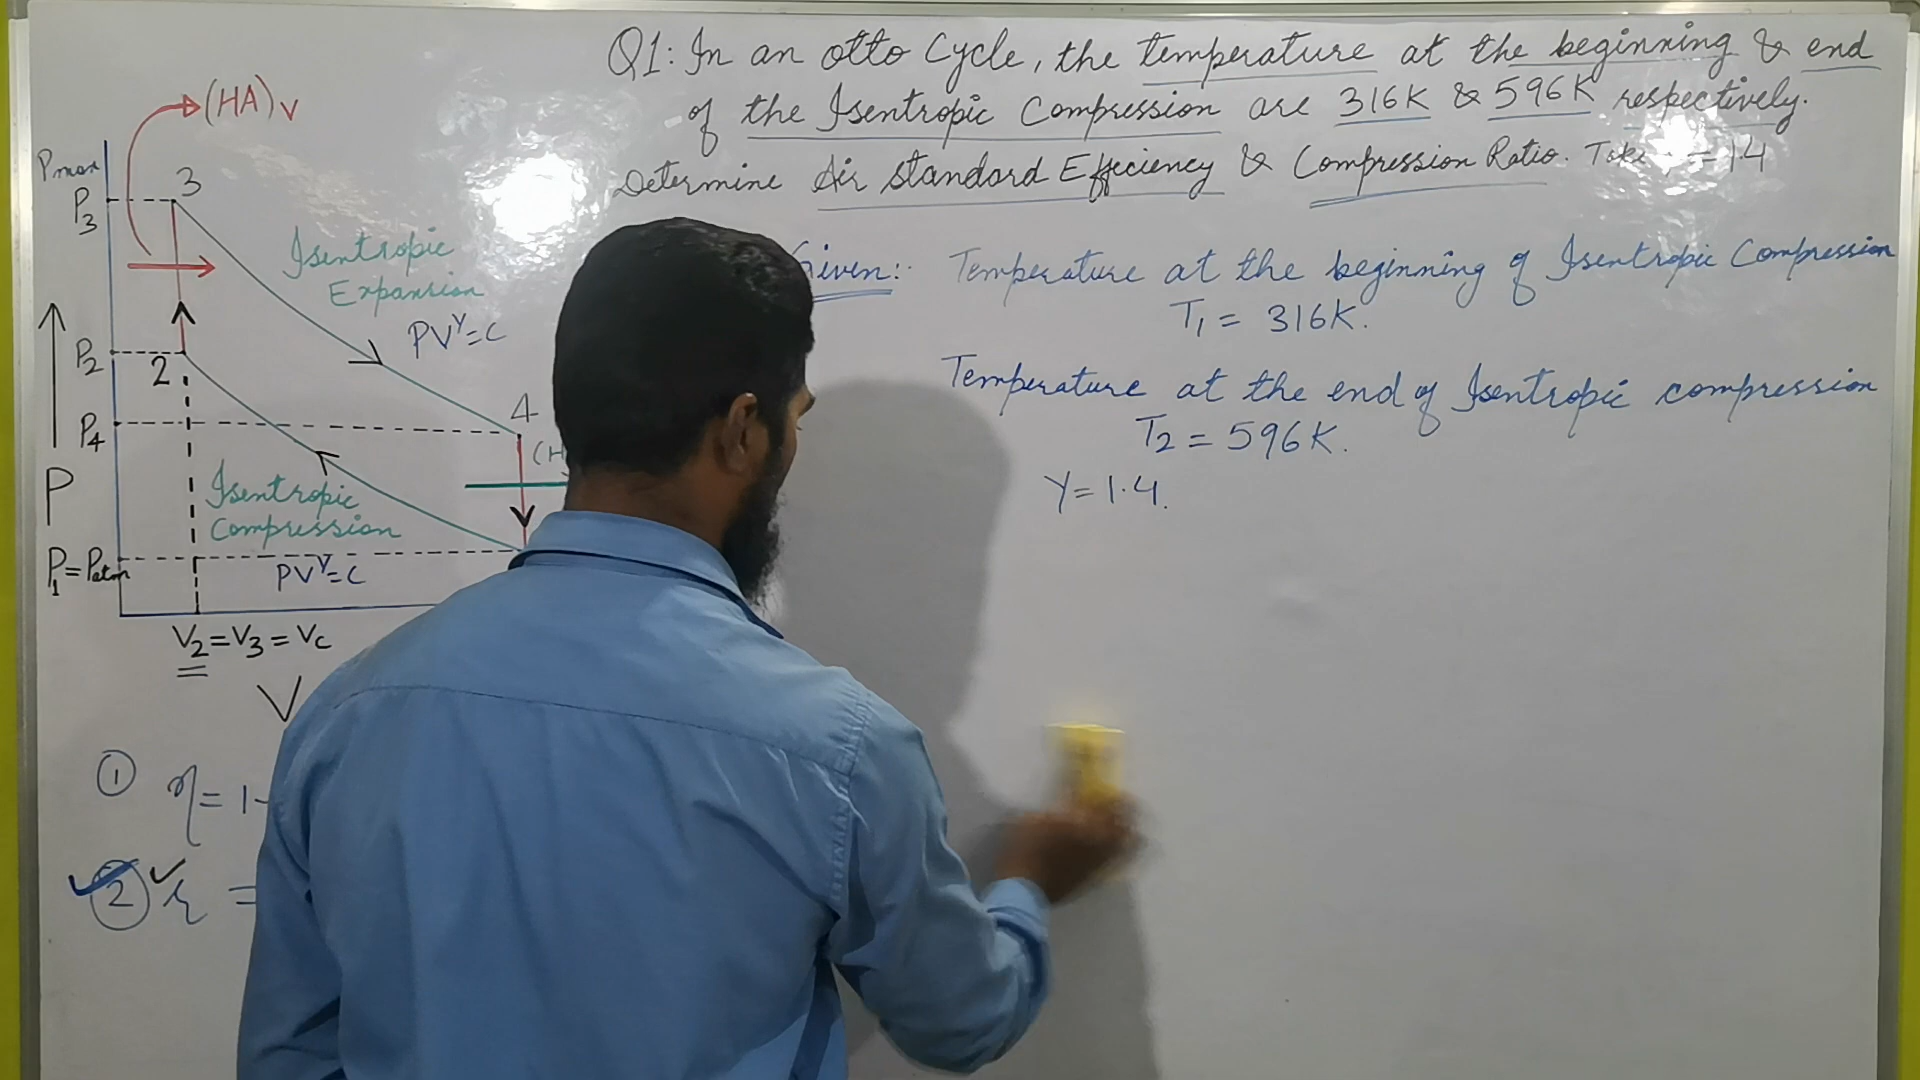 Q1: In an otto Cycle, the temperature at the beginning & end
of the Isentropic Compression are 316K & 596K respectively.
Determine Air standard Efficiency & Compression Ratio. Take = 1.4
(HA)v
Pmax
P3
3
Isentropic
Expansion
PV^γ=C
P2
2
P4
4
(H
P
Isentropic
Compression
P1=Patm
PV^γ=C
V2=V3=Vc
V
① η=1-
② r =
Given:- Temperature at the beginning of Isentropic Compression
T1 = 316K.
Temperature at the end of Isentropic compression
T2 = 596K.
γ=1.4.